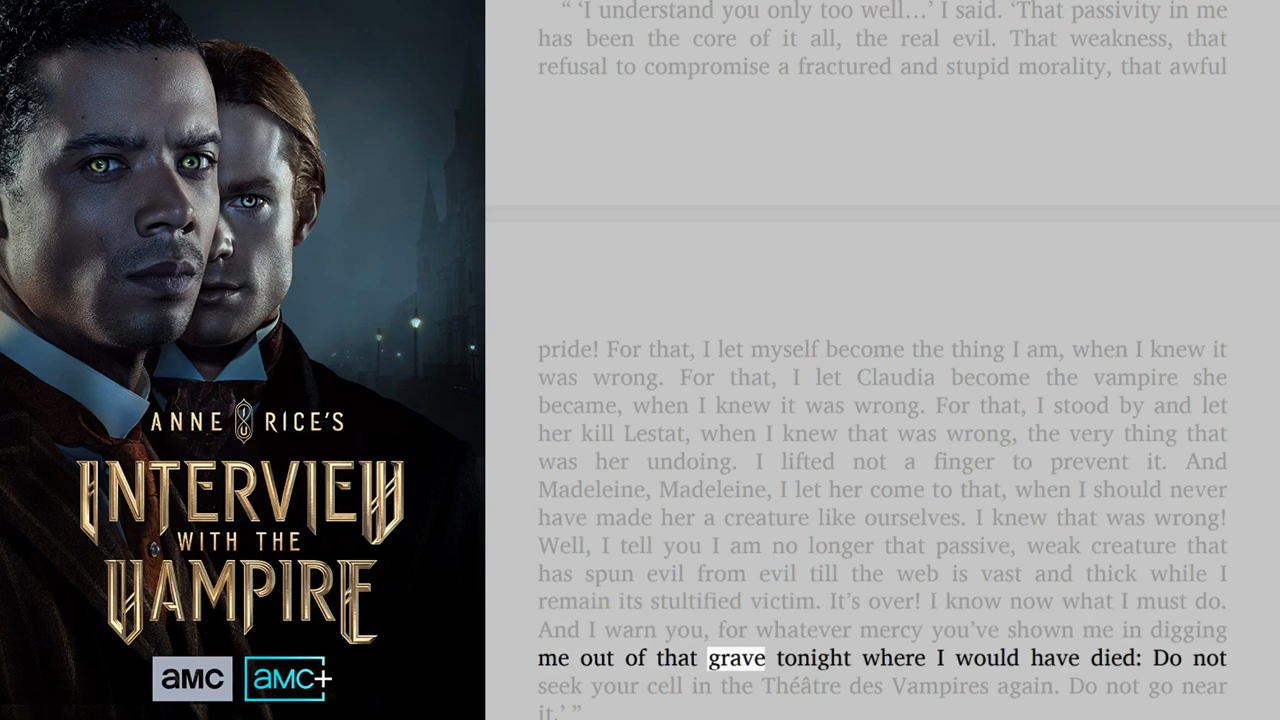 ANNE RICE'S
INTERVIEW
WITH THE
VAMPIRE
aMC
aMC+
“ ‘I understand you only too well…’ I said. ‘That passivity in me
has been the core of it all, the real evil. That weakness, that
refusal to compromise a fractured and stupid morality, that awful
pride! For that, I let myself become the thing I am, when I knew it
was wrong. For that, I let Claudia become the vampire she
became, when I knew it was wrong. For that, I stood by and let
her kill Lestat, when I knew that was wrong, the very thing that
was her undoing. I lifted not a finger to prevent it. And
Madeleine, Madeleine, I let her come to that, when I should never
have made her a creature like ourselves. I knew that was wrong!
Well, I tell you I am no longer that passive, weak creature that
has spun evil from evil till the web is vast and thick while I
remain its stultified victim. It’s over! I know now what I must do.
And I warn you, for whatever mercy you’ve shown me in digging
me out of that grave tonight where I would have died: Do not
seek your cell in the Théâtre des Vampires again. Do not go near
it.’ ”